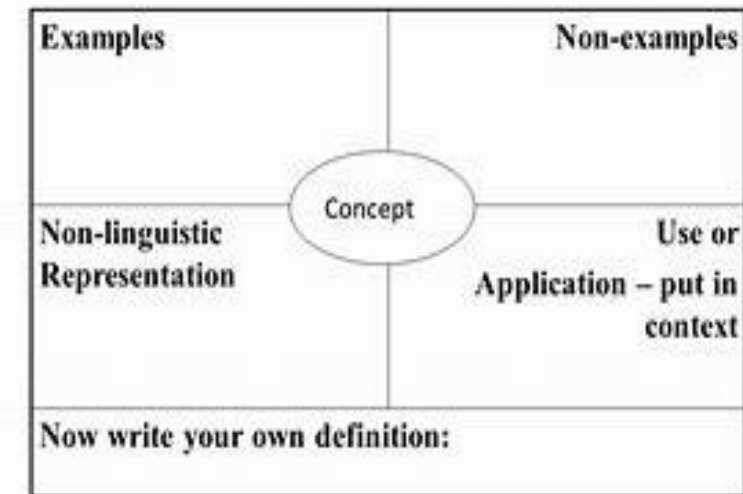 Examples
Non-examples
Concept
Non-linguistic
Representation
Use or
Application – put in
context
Now write your own definition: